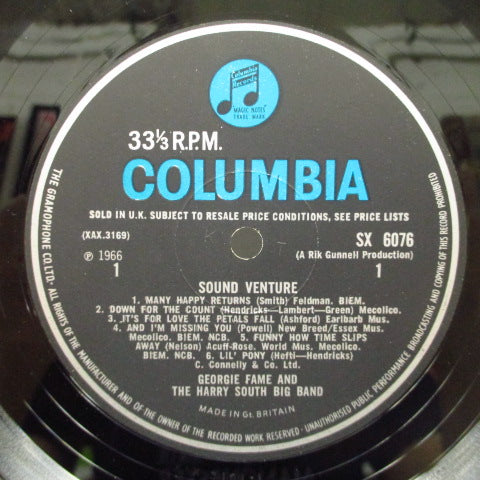 Columbia
Records
MAGIC NOTES
TRADE MARK
33⅓ R.P.M.
COLUMBIA
SOLD IN U.K. SUBJECT TO RESALE PRICE CONDITIONS, SEE PRICE LISTS
(XAX.3169) SX 6076
℗ 1966 (A Rik Gunnell Production)
1 1
SOUND VENTURE
1. MANY HAPPY RETURNS (Smith) Feldman. BIEM.
2. DOWN FOR THE COUNT (Hendricks—Lambert—Green) Mecolico.
3. IT'S FOR LOVE THE PETALS FALL (Ashford) Earibarb Mus.
4. AND I'M MISSING YOU (Powell) New Breed/Essex Mus.
Mecolico. BIEM. NCB. 5. FUNNY HOW TIME SLIPS
AWAY (Nelson) Acuff-Rose. World Mus. Mecolico.
BIEM. NCB. 6. LIL' PONY (Hefti—Hendricks)
C. Connelly & Co. Ltd.
GEORGIE FAME AND
THE HARRY SOUTH BIG BAND
MADE IN Gt. BRITAIN
THE GRAMOPHONE CO. LTD. · ALL RIGHTS OF THE MANUFACTURER AND OF THE OWNER OF THE RECORDED WORK RESERVED · UNAUTHORISED PUBLIC PERFORMANCE BROADCASTING AND COPYING OF THIS RECORD PROHIBITED